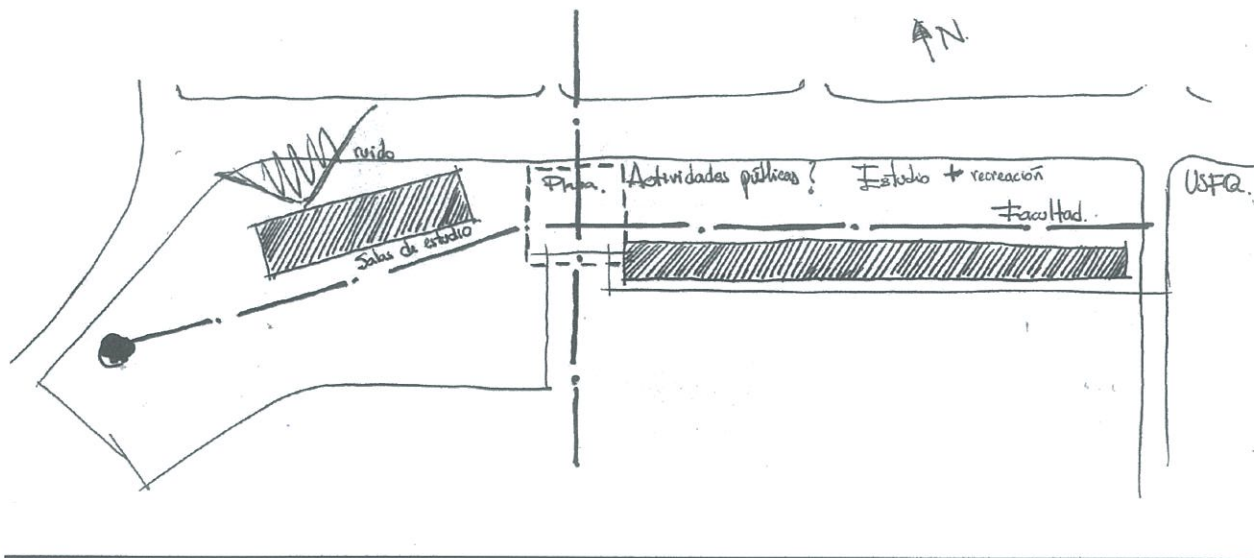 N.
ruido
Plaza.
Actividades públicas?
Estudio + recreación
USFQ.
Facultad.
Salas de estudio